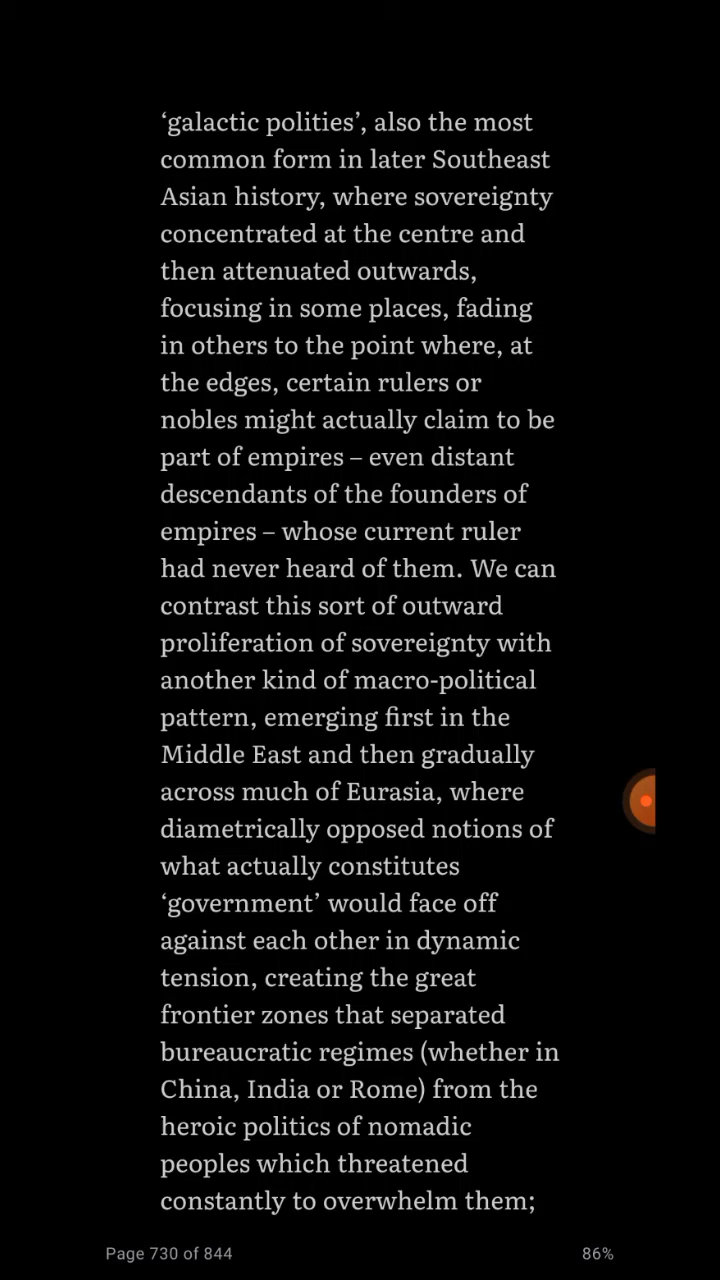 ‘galactic polities’, also the most
common form in later Southeast
Asian history, where sovereignty
concentrated at the centre and
then attenuated outwards,
focusing in some places, fading
in others to the point where, at
the edges, certain rulers or
nobles might actually claim to be
part of empires – even distant
descendants of the founders of
empires – whose current ruler
had never heard of them. We can
contrast this sort of outward
proliferation of sovereignty with
another kind of macro-political
pattern, emerging first in the
Middle East and then gradually
across much of Eurasia, where
diametrically opposed notions of
what actually constitutes
‘government’ would face off
against each other in dynamic
tension, creating the great
frontier zones that separated
bureaucratic regimes (whether in
China, India or Rome) from the
heroic politics of nomadic
peoples which threatened
constantly to overwhelm them;
Page 730 of 844 86%